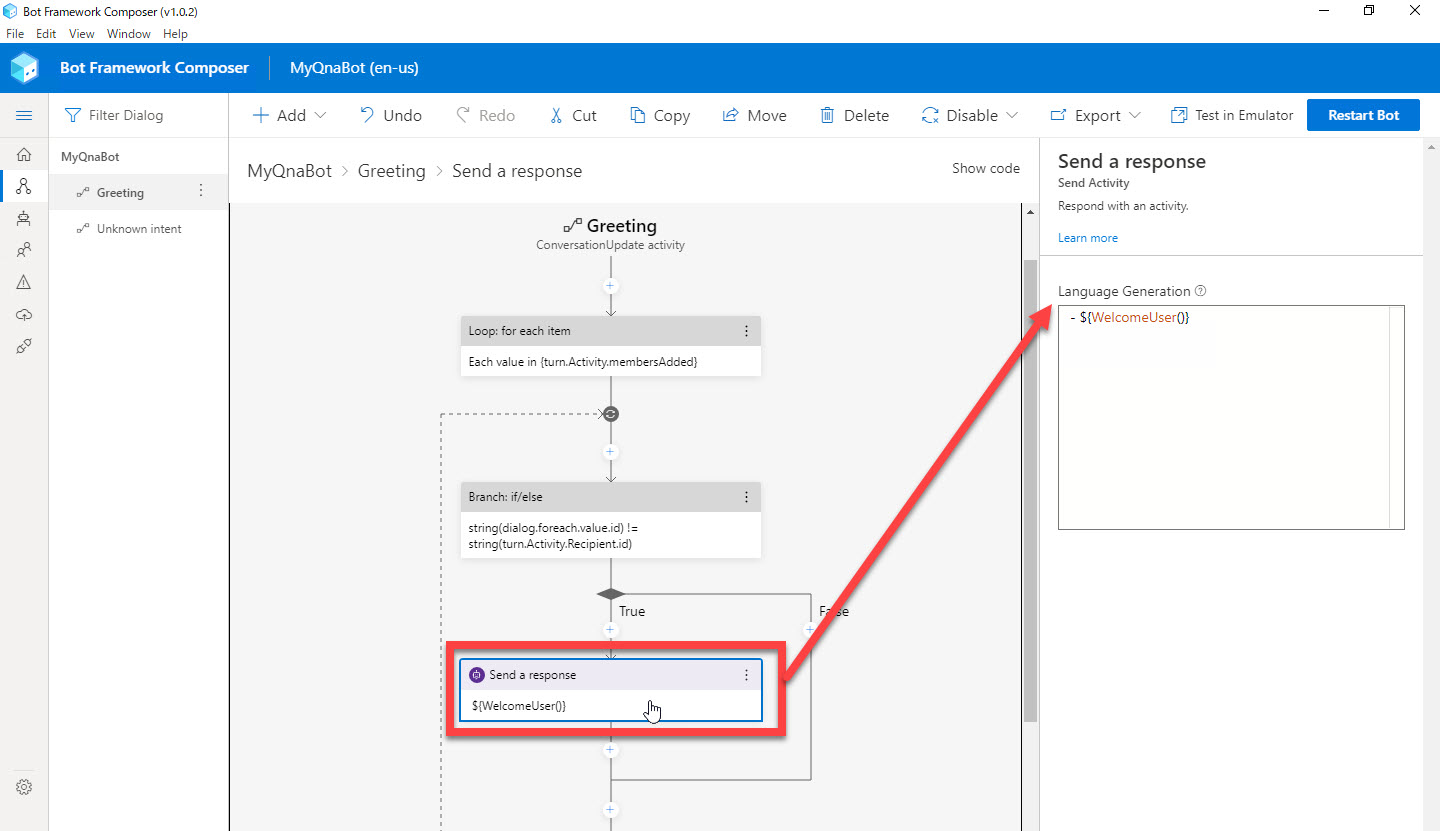 Bot Framework Composer (v1.0.2)
File Edit View Window Help
Bot Framework Composer MyQnaBot (en-us)
Filter Dialog
Add Undo Redo Cut Copy Move Delete Disable Export Test in Emulator Restart Bot
MyQnaBot
Greeting
Unknown intent
MyQnaBot > Greeting > Send a response
Show code
Greeting
ConversationUpdate activity
Loop: for each item
Each value in {turn.Activity.membersAdded}
Branch: if/else
string(dialog.foreach.value.id) !=
string(turn.Activity.Recipient.id)
True
False
Send a response
${WelcomeUser()}
Send a response
Send Activity
Respond with an activity.
Learn more
Language Generation
- ${WelcomeUser()}